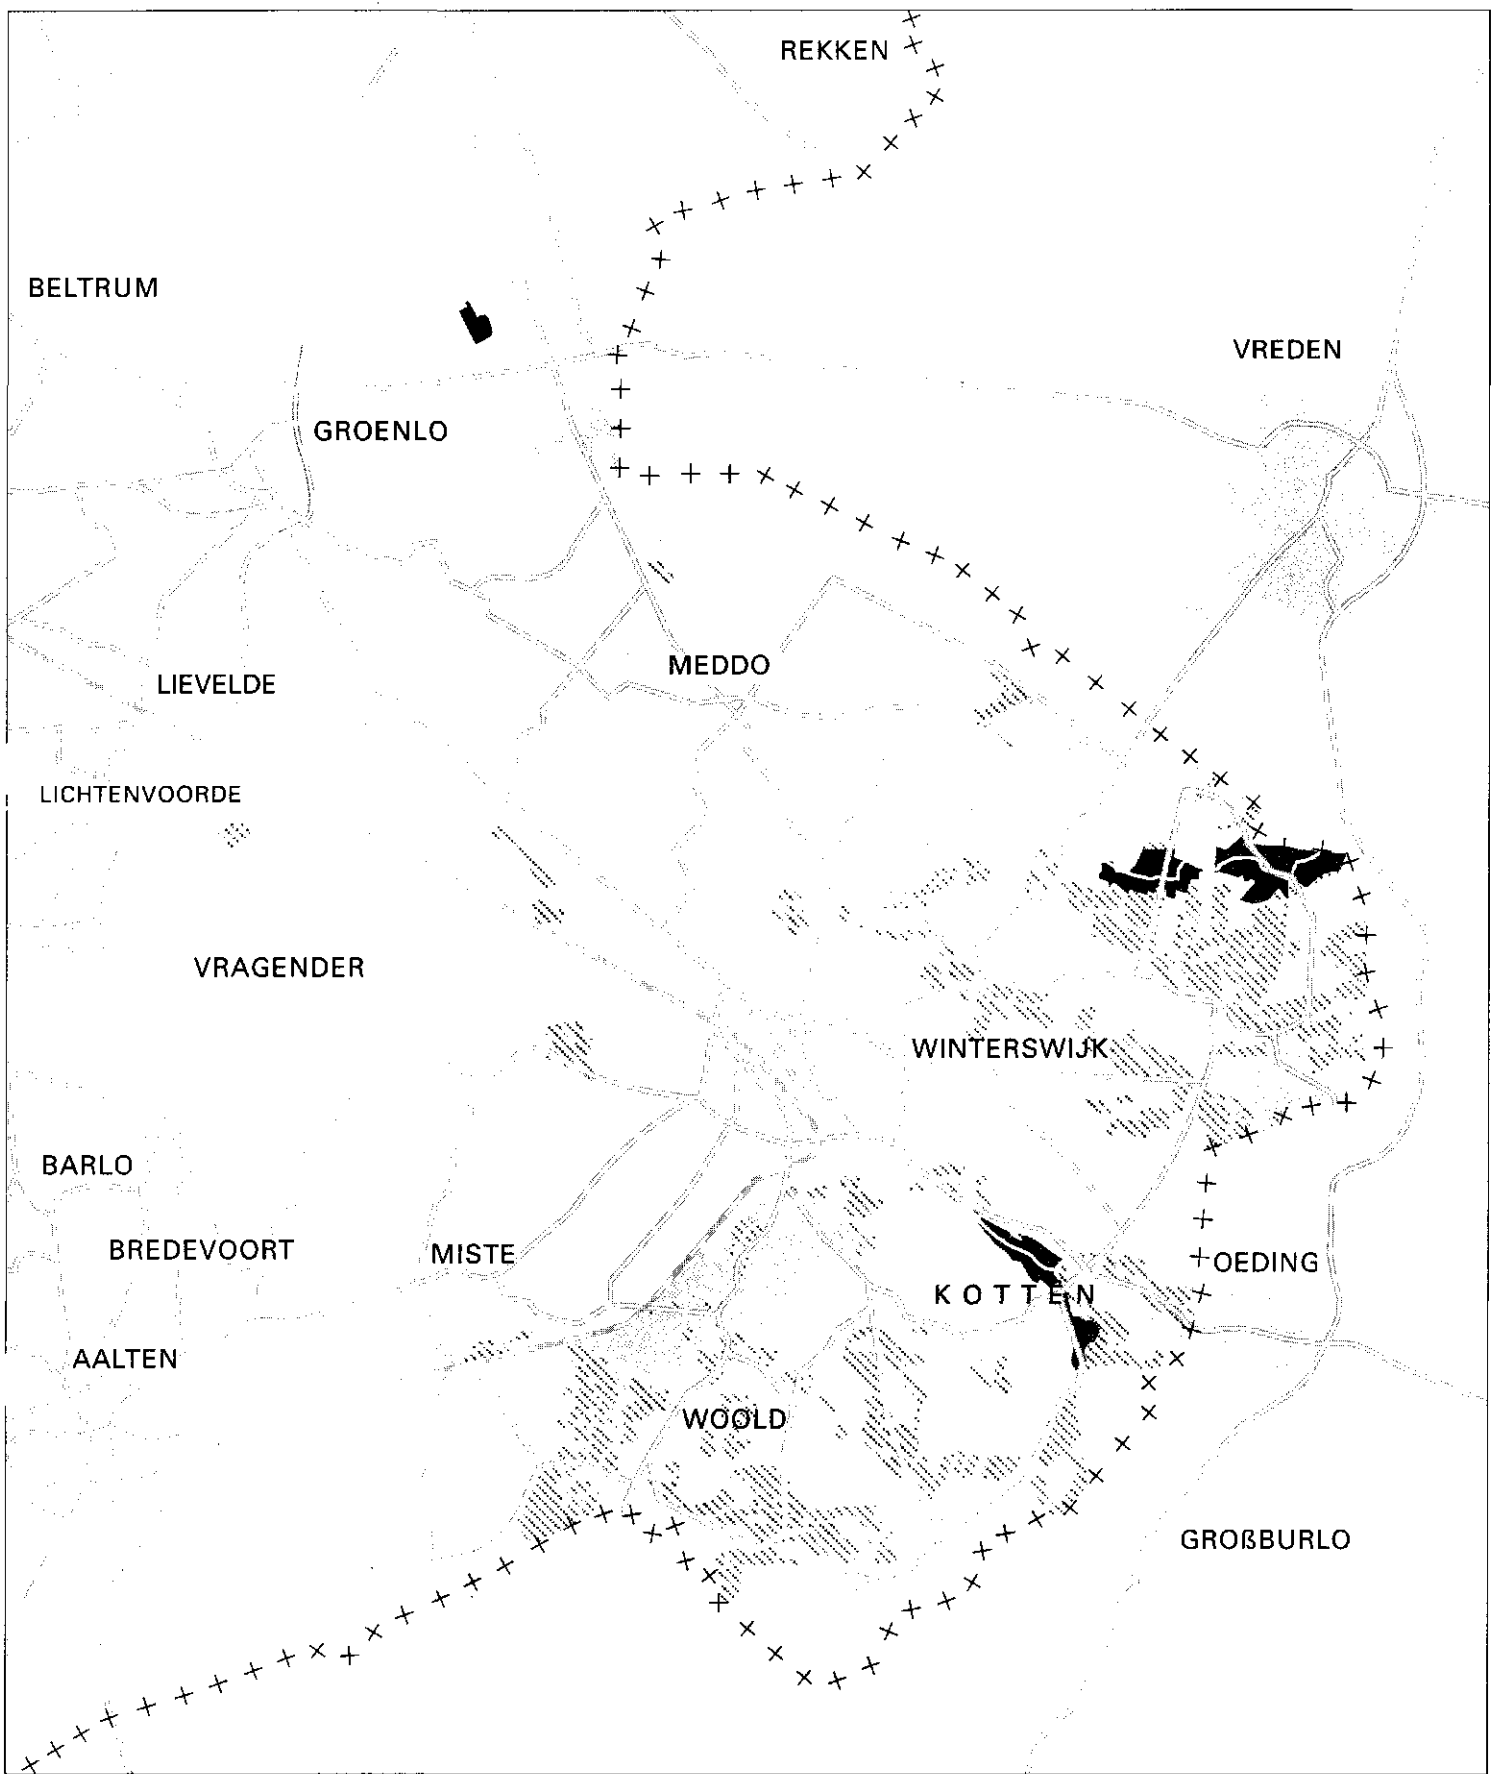 REKKEN
BELTRUM
VREDEN
GROENLO
MEDDO
LIEVELDE
LICHTENVOORDE
VRAGENDER
WINTERSWIJK
BARLO
BREDEVOORT
MISTE
OEDING
KOTTEN
AALTEN
WOOLD
GROßBURLO